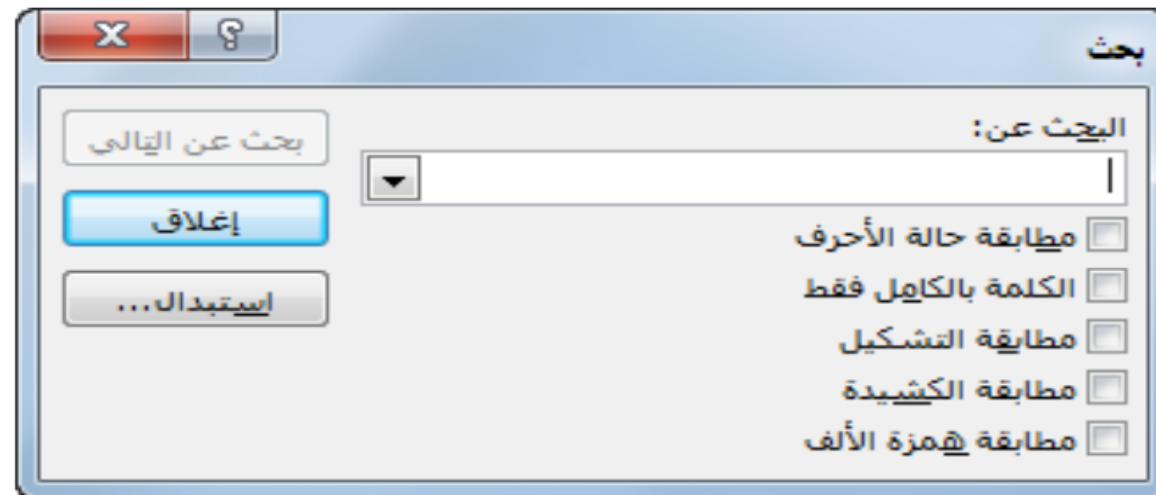 بحث
البحث عن:
بحث عن التالي
إغلاق
استبدال...
مطابقة حالة الأحرف
الكلمة بالكامل فقط
مطابقة التشكيل
مطابقة الكشيدة
مطابقة همزة الألف